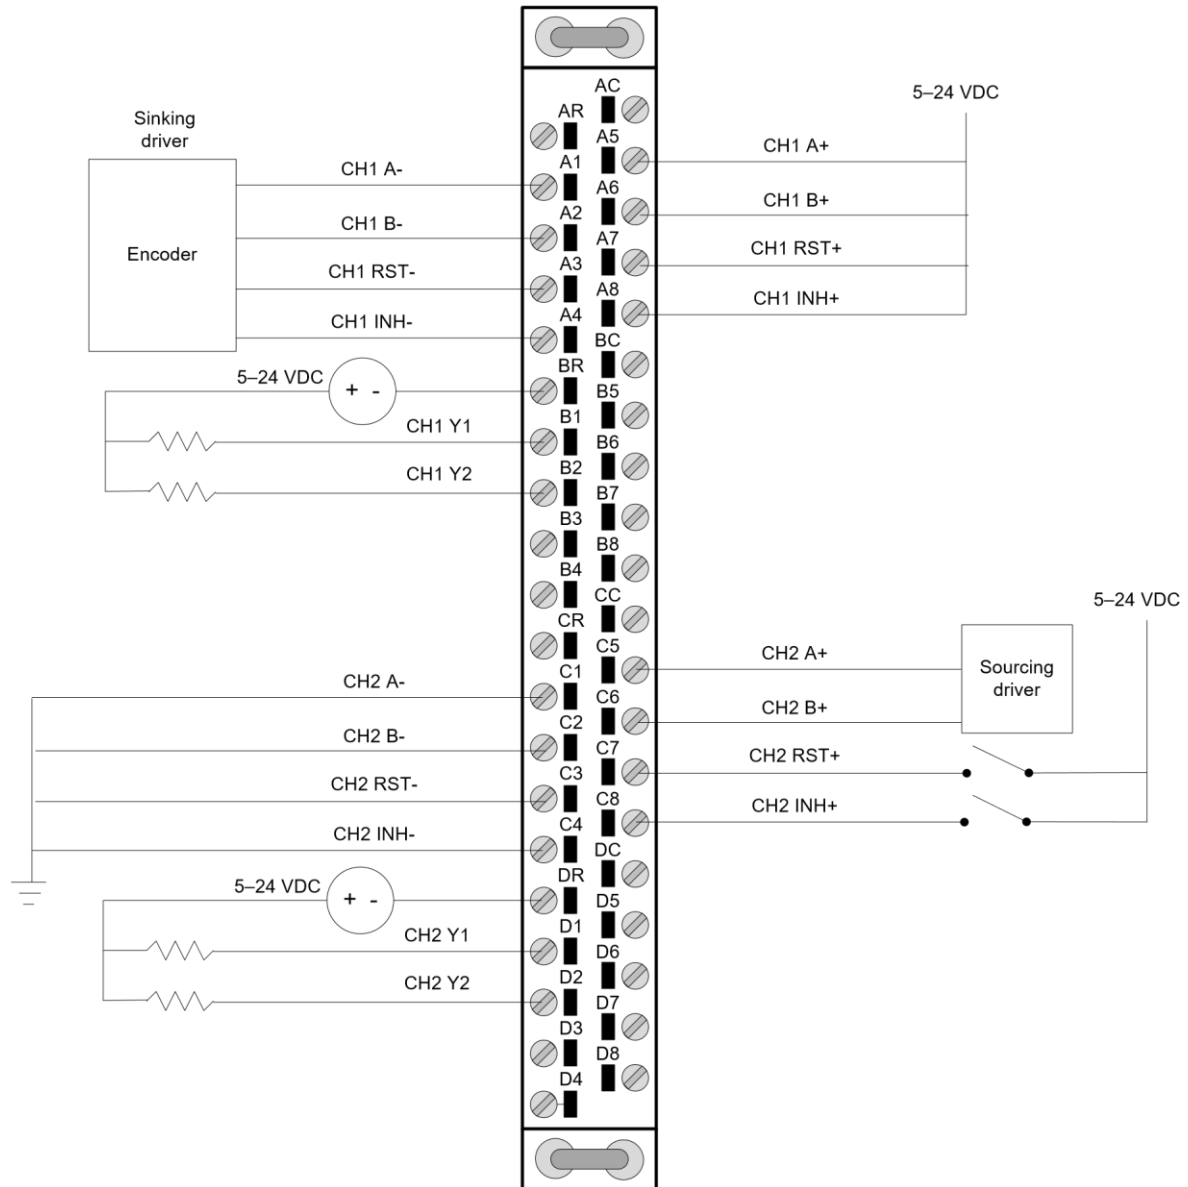 Sinking
driver
Encoder
CH1 A-
CH1 B-
CH1 RST-
CH1 INH-
5–24 VDC
+ -
CH1 Y1
CH1 Y2
CH2 A-
CH2 B-
CH2 RST-
CH2 INH-
5–24 VDC
+ -
CH2 Y1
CH2 Y2
AR
A1
A2
A3
A4
BR
B1
B2
B3
B4
CR
C1
C2
C3
C4
DR
D1
D2
D3
D4
AC
A5
A6
A7
A8
BC
B5
B6
B7
B8
CC
C5
C6
C7
C8
DC
D5
D6
D7
D8
5–24 VDC
CH1 A+
CH1 B+
CH1 RST+
CH1 INH+
5–24 VDC
CH2 A+
Sourcing
driver
CH2 B+
CH2 RST+
CH2 INH+